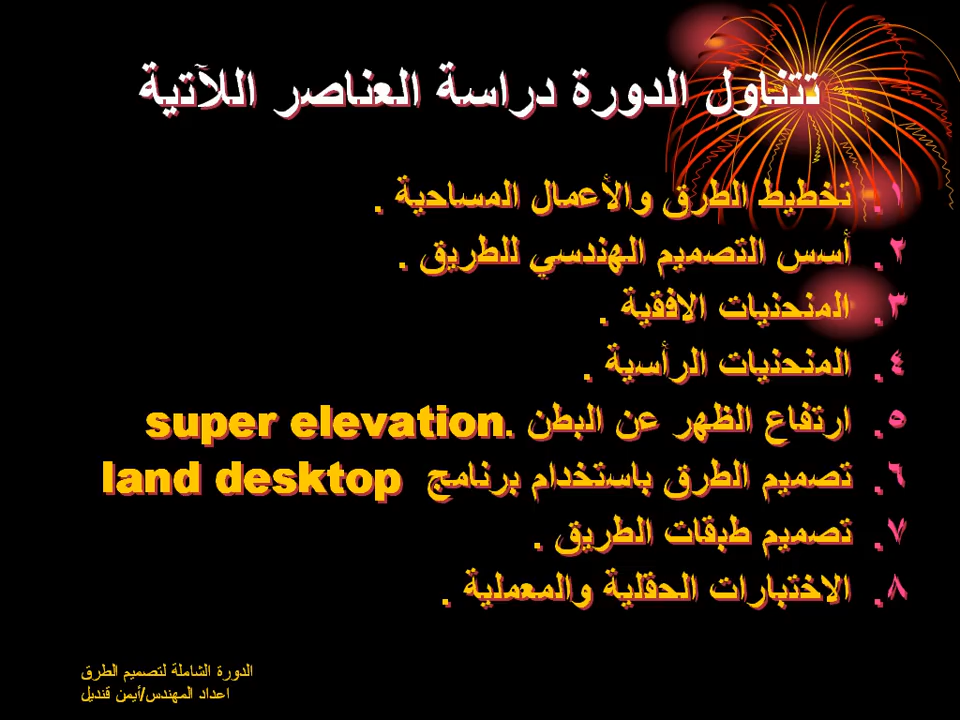 تتناول الدورة دراسة العناصر اللآتية
١. تخطيط الطرق والأعمال المساحية .
٢. أسس التصميم الهندسي للطريق .
٣. المنحنيات الافقية .
٤. المنحنيات الرأسية .
٥. ارتفاع الظهر عن البطن .super elevation
٦. تصميم الطرق باستخدام برنامج land desktop
٧. تصميم طبقات الطريق .
٨. الاختبارات الحقلية والمعملية .
الدورة الشاملة لتصميم الطرق
اعداد المهندس/أيمن قنديل